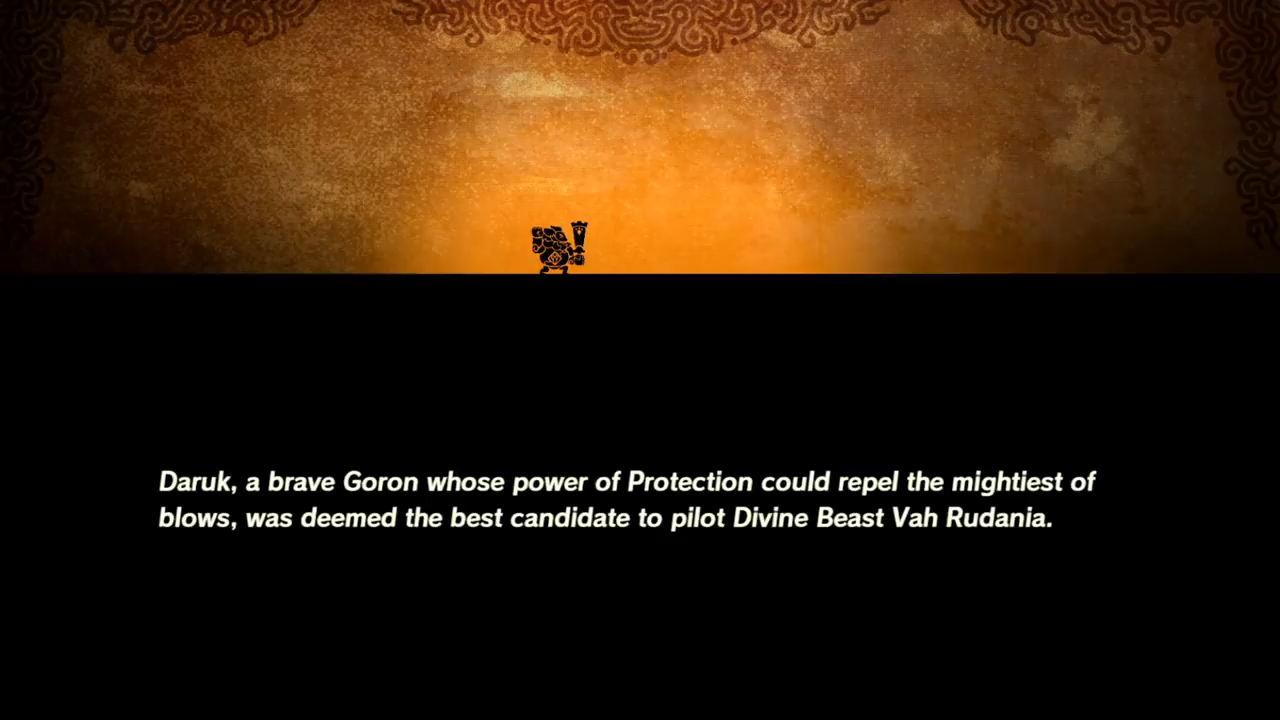 Daruk, a brave Goron whose power of Protection could repel the mightiest of
blows, was deemed the best candidate to pilot Divine Beast Vah Rudania.